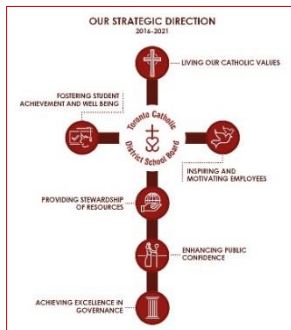 OUR STRATEGIC DIRECTION
2016-2021
LIVING OUR CATHOLIC VALUES
FOSTERING STUDENT
ACHIEVEMENT AND WELL BEING
Toronto Catholic
District School Board
INSPIRING AND
MOTIVATING EMPLOYEES
PROVIDING STEWARDSHIP
OF RESOURCES
ENHANCING PUBLIC
CONFIDENCE
ACHIEVING EXCELLENCE IN
GOVERNANCE